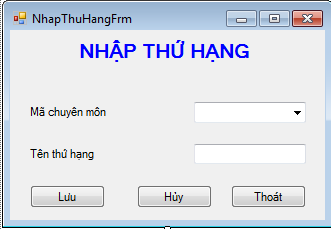 NhapThuHangFrm
NHẬP THỨ HẠNG
Mã chuyên môn
Tên thứ hạng
Lưu Hủy Thoát